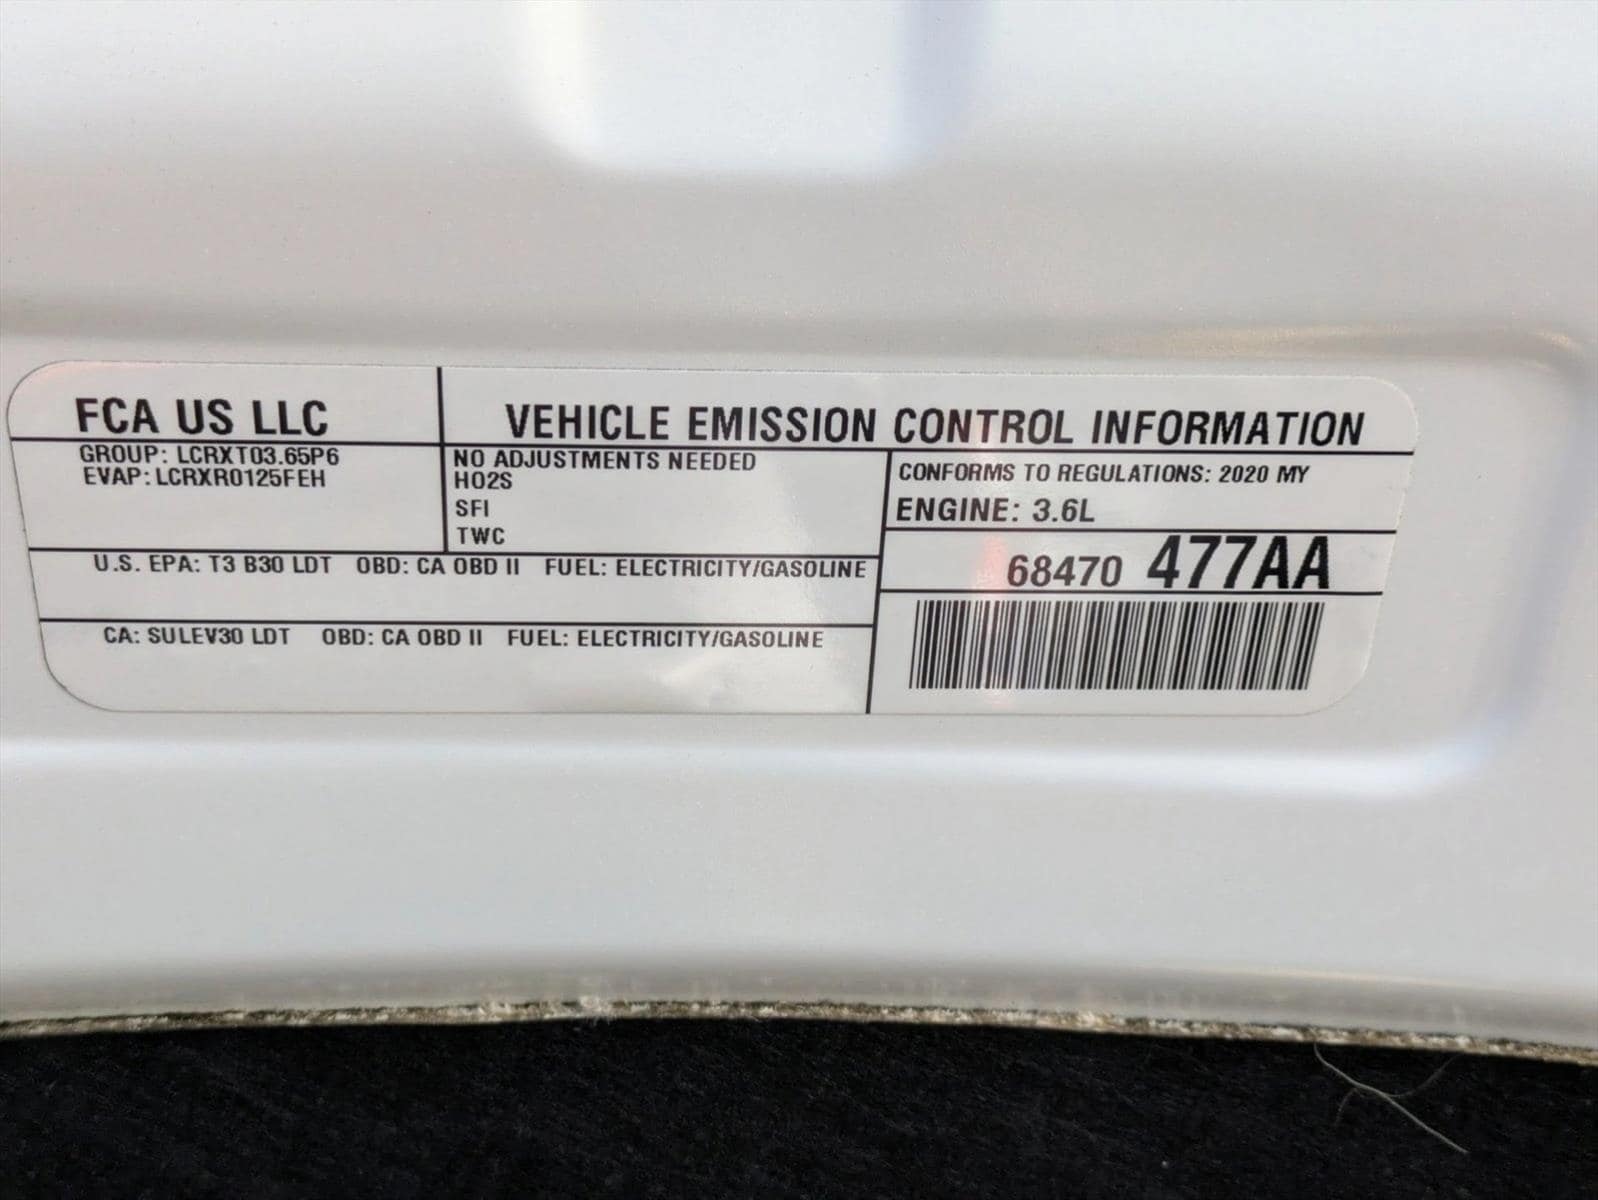 FCA US LLC
VEHICLE EMISSION CONTROL INFORMATION
GROUP: LCRXT03.65P6
EVAP: LCRXR0125FEH
NO ADJUSTMENTS NEEDED
HO2S
SFI
TWC
CONFORMS TO REGULATIONS: 2020 MY
ENGINE: 3.6L
U.S. EPA: T3 B30 LDT OBD: CA OBD II FUEL: ELECTRICITY/GASOLINE
68470 477AA
CA: SULEV30 LDT OBD: CA OBD II FUEL: ELECTRICITY/GASOLINE